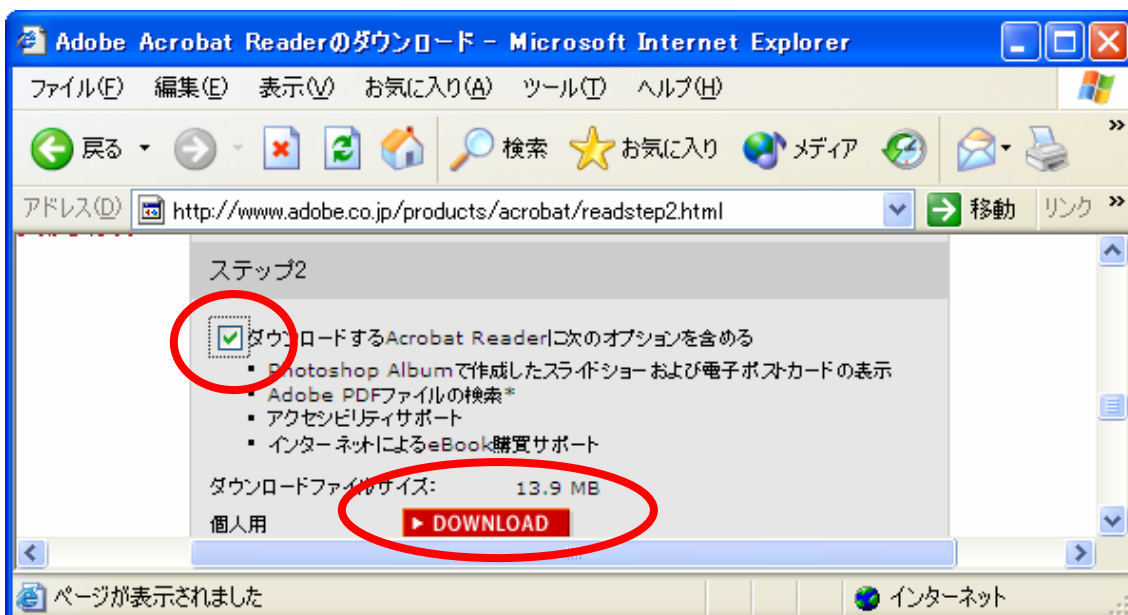 Adobe Acrobat Readerのダウンロード - Microsoft Internet Explorer
ファイル(F) 編集(E) 表示(V) お気に入り(A) ツール(T) ヘルプ(H)
戻る 検索 お気に入り メディア »
アドレス(D) http://www.adobe.co.jp/products/acrobat/readstep2.html 移動 リンク »
ステップ2
ダウンロードするAcrobat Readerに次のオプションを含める
▪ Photoshop Albumで作成したスライドショーおよび電子ポストカードの表示
▪ Adobe PDFファイルの検索*
▪ アクセシビリティサポート
▪ インターネットによるeBook購買サポート
ダウンロードファイルサイズ: 13.9 MB
個人用 DOWNLOAD
ページが表示されました インターネット